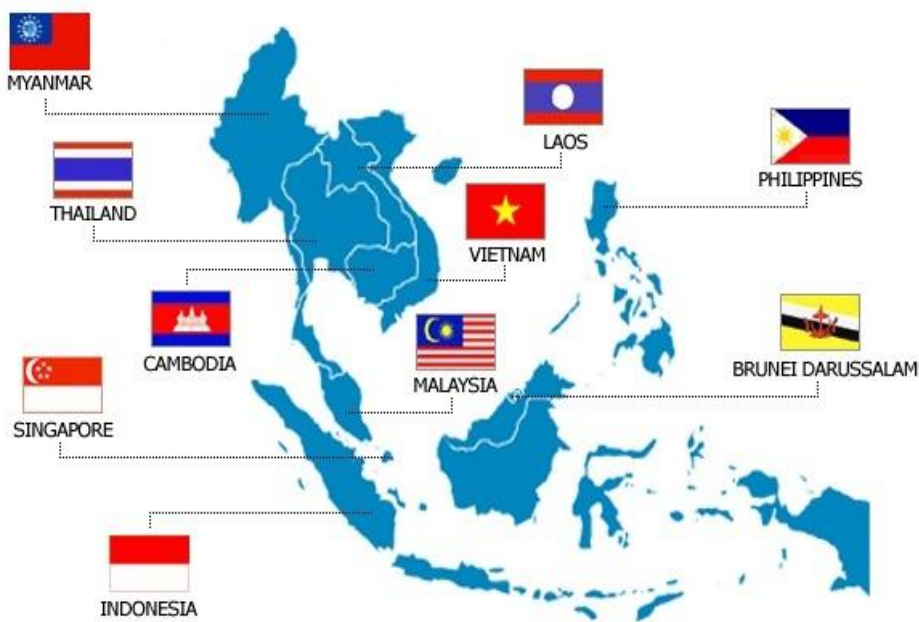 MYANMAR
LAOS
PHILIPPINES
THAILAND
VIETNAM
CAMBODIA
MALAYSIA
BRUNEI DARUSSALAM
SINGAPORE
INDONESIA